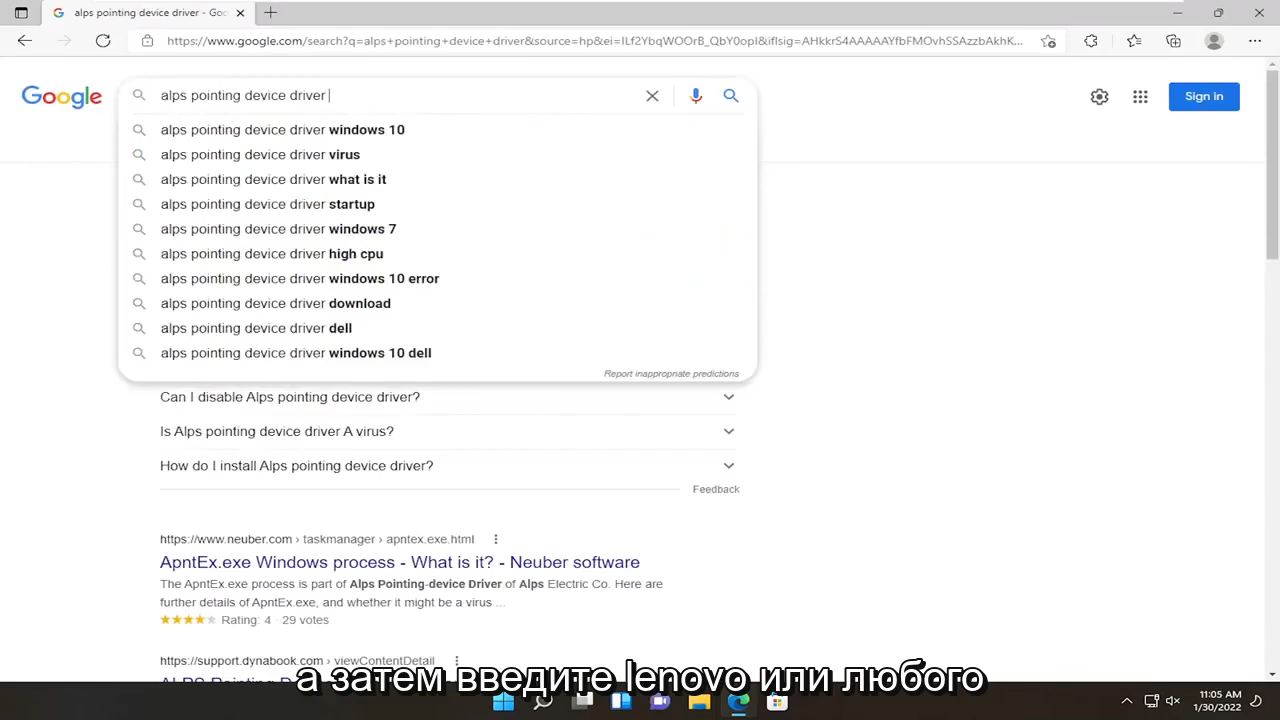 alps pointing device driver - Goo
https://www.google.com/search?q=alps+pointing+device+driver&source=hp&ei=
Google
alps pointing device driver
Sign in
alps pointing device driver windows 10
alps pointing device driver virus
alps pointing device driver what is it
alps pointing device driver startup
alps pointing device driver windows 7
alps pointing device driver high cpu
alps pointing device driver windows 10 error
alps pointing device driver download
alps pointing device driver dell
alps pointing device driver windows 10 dell
Report inappropriate predictions
Can I disable Alps pointing device driver?
Is Alps pointing device driver A virus?
How do I install Alps pointing device driver?
Feedback
https://www.neuber.com › taskmanager › apntex.exe.html
ApntEx.exe Windows process - What is it? - Neuber software
The ApntEx.exe process is part of Alps Pointing-device Driver of Alps Electric Co. Here are
further details of ApntEx.exe, and whether it might be a virus ...
Rating: 4 · 29 votes
https://support.dynabook.com › viewContentDetail
а затем введите lenovo или любого
11:05 AM
1/30/2022